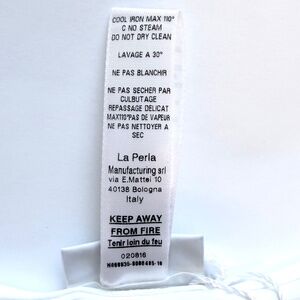 COOL IRON MAX 110°
C NO STEAM
DO NOT DRY CLEAN
LAVAGE A 30°
NE PAS BLANCHIR
NE PAS SECHER PAR
CULBUTAGE
REPASSAGE DELICAT
MAX110°PAS DE VAPEUR
NE PAS NETTOYER A
SEC
La Perla
Manufacturing srl
via E.Mattei 10
40138 Bologna
Italy
KEEP AWAY
FROM FIRE
Tenir loin du feu
020816